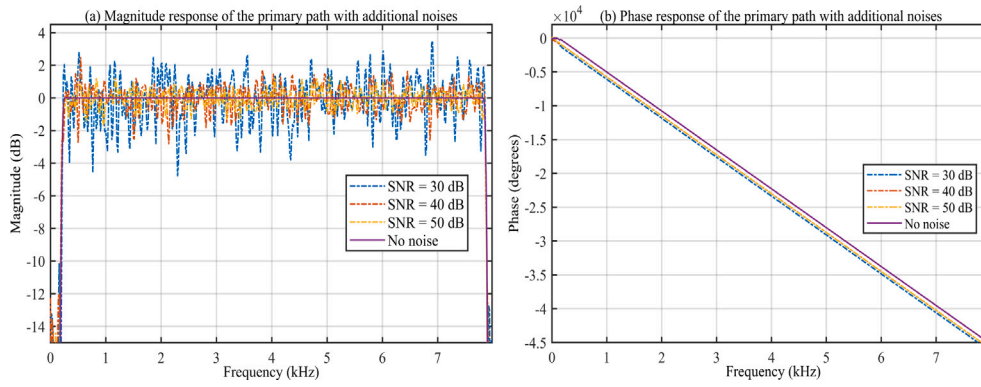 (a) Magnitude response of the primary path with additional noises
4
2
0
-2
-4
-6
-8
-10
-12
-14
Magnitude (dB)
SNR = 30 dB
SNR = 40 dB
SNR = 50 dB
No noise
0 1 2 3 4 5 6 7
Frequency (kHz)
(b) Phase response of the primary path with additional noises
×10⁴
0
-0.5
-1
-1.5
-2
-2.5
-3
-3.5
-4
-4.5
Phase (degrees)
SNR = 30 dB
SNR = 40 dB
SNR = 50 dB
No noise
0 1 2 3 4 5 6 7
Frequency (kHz)